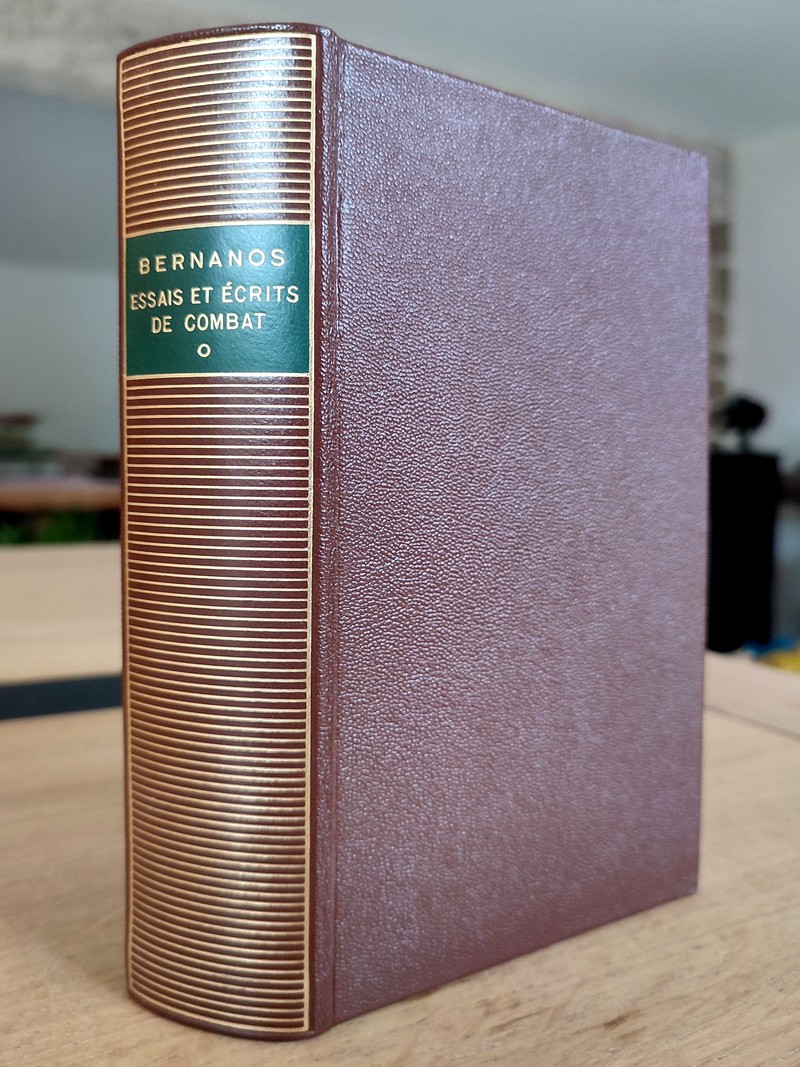 BERNANOS
ESSAIS ET ÉCRITS
DE COMBAT